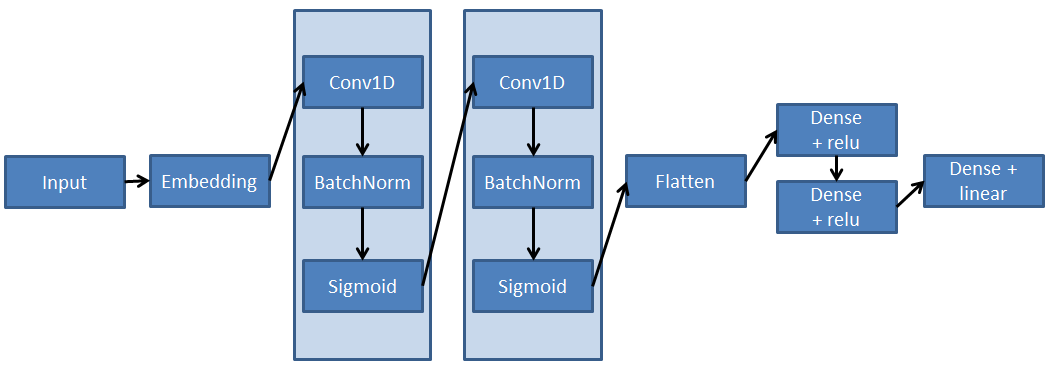 Input
Embedding
Conv1D
BatchNorm
Sigmoid
Conv1D
BatchNorm
Sigmoid
Flatten
Dense
+ relu
Dense
+ relu
Dense +
linear